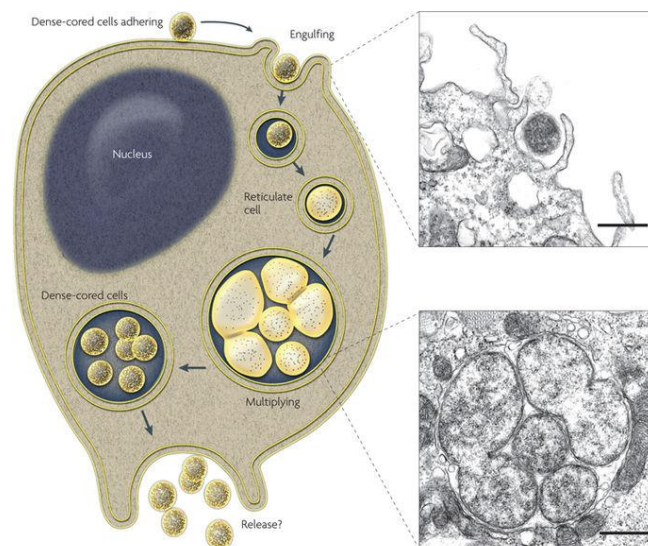 Dense-cored cells adhering
Engulfing
Nucleus
Reticulate
cell
Dense-cored cells
Multiplying
Release?